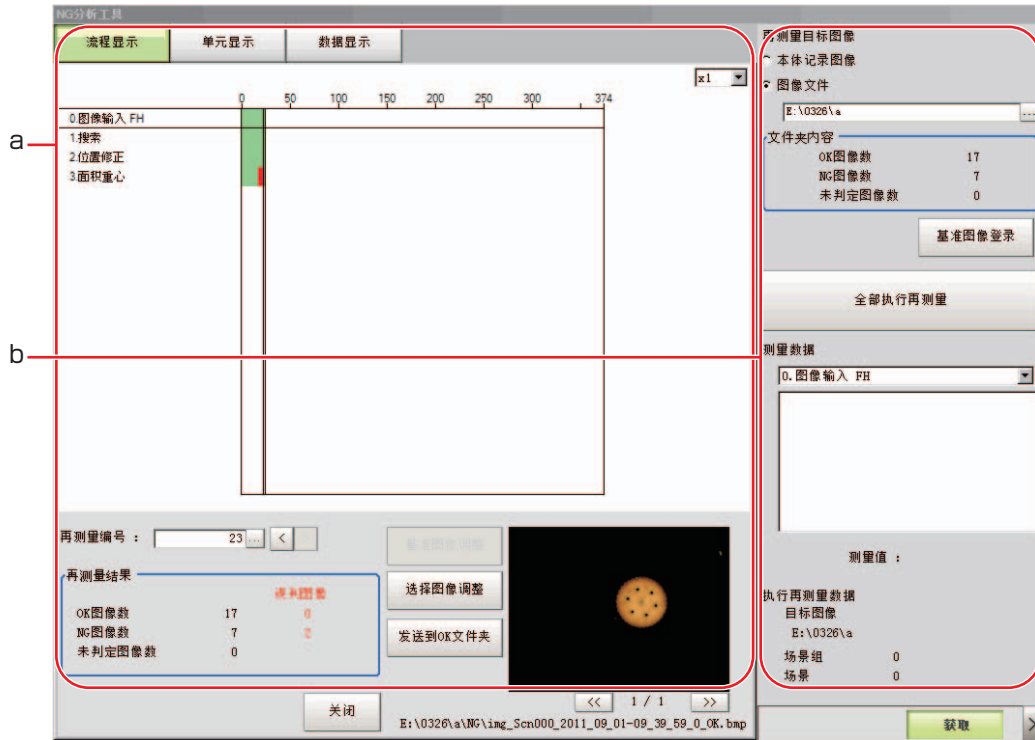 NG分析工具
流程显示
单元显示
数据显示
x1
0 50 100 150 200 250 300 374
0.图像输入 FH
1.搜索
2.位置修正
3.面积重心
a
b
再测量编号 :
23 ... <
再测量结果
误判图像
OK图像数 17 0
NG图像数 7 2
未判定图像数 0
基准图像调整
选择图像调整
发送到OK文件夹
关闭
<< 1 / 1 >>
E:\0326\a\NG\img_Scn000_2011_09_01-09_39_59_0_OK.bmp
再测量目标图像
本体记录图像
图像文件
E:\0326\a ...
文件夹内容
OK图像数 17
NG图像数 7
未判定图像数 0
基准图像登录
全部执行再测量
测量数据
0.图像输入 FH
测量值 :
执行再测量数据
目标图像
E:\0326\a
场景组 0
场景 0
获取 >